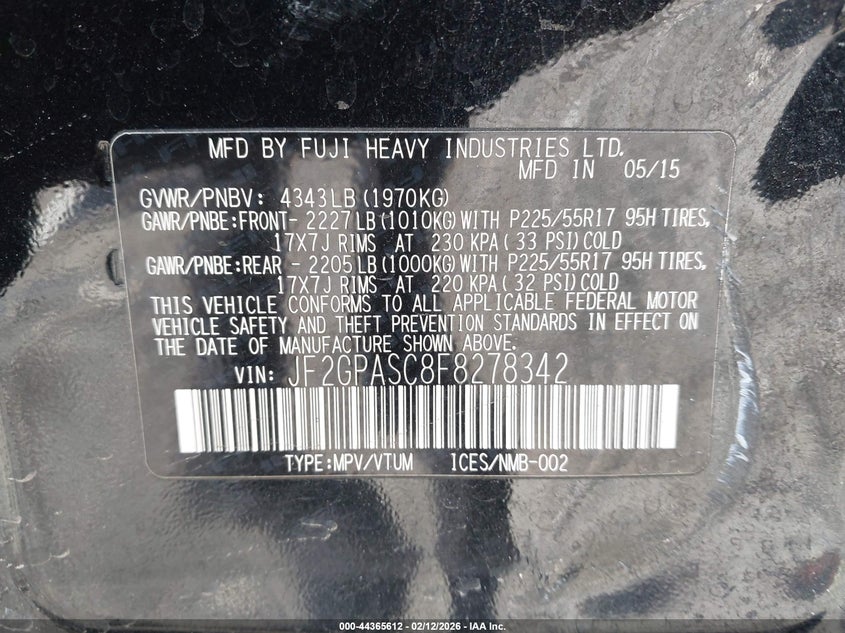 MFD BY FUJI HEAVY INDUSTRIES LTD.
MFD IN 05/15
GVWR/PNBV: 4343LB(1970KG)
GAWR/PNBE:FRONT- 2227LB(1010KG)WITH P225/55R17 95H TIRES,
17X7J RIMS AT 230 KPA( 33 PSI)COLD
GAWR/PNBE:REAR - 2205LB(1000KG)WITH P225/55R17 95H TIRES,
17X7J RIMS AT 220 KPA( 32 PSI)COLD
THIS VEHICLE CONFORMS TO ALL APPLICABLE FEDERAL MOTOR
VEHICLE SAFETY AND THEFT PREVENTION STANDARDS IN EFFECT ON
THE DATE OF MANUFACTURE SHOWN ABOVE.
VIN: JF2GPASC8F8278342
TYPE:MPV/VTUM ICES/NMB-002
000-44365612 - 02/12/2026 - IAA Inc.